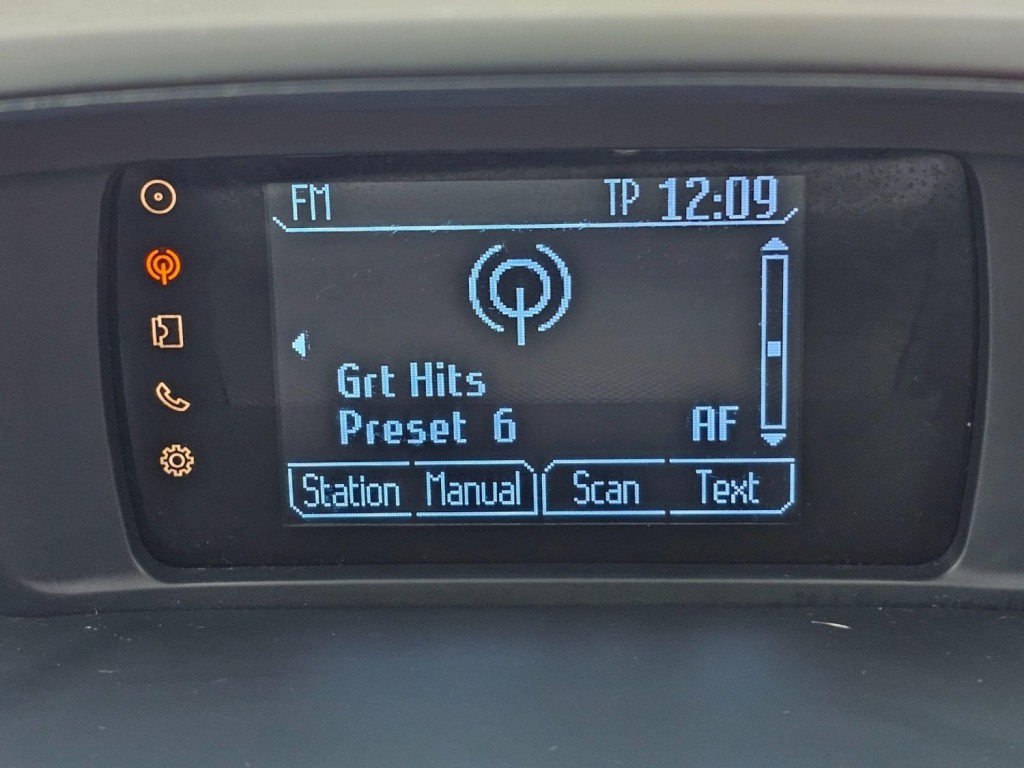 FM TP 12:09
Grt Hits
Preset 6 AF
Station Manual Scan Text